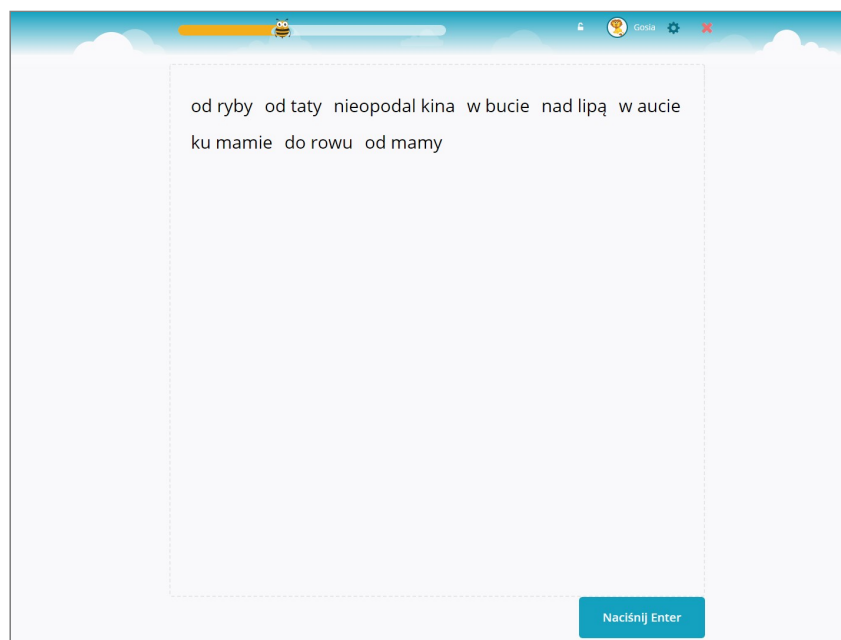 Gosia
od ryby od taty nieopodal kina w bucie nad lipą w aucie
ku mamie do rowu od mamy
Naciśnij Enter